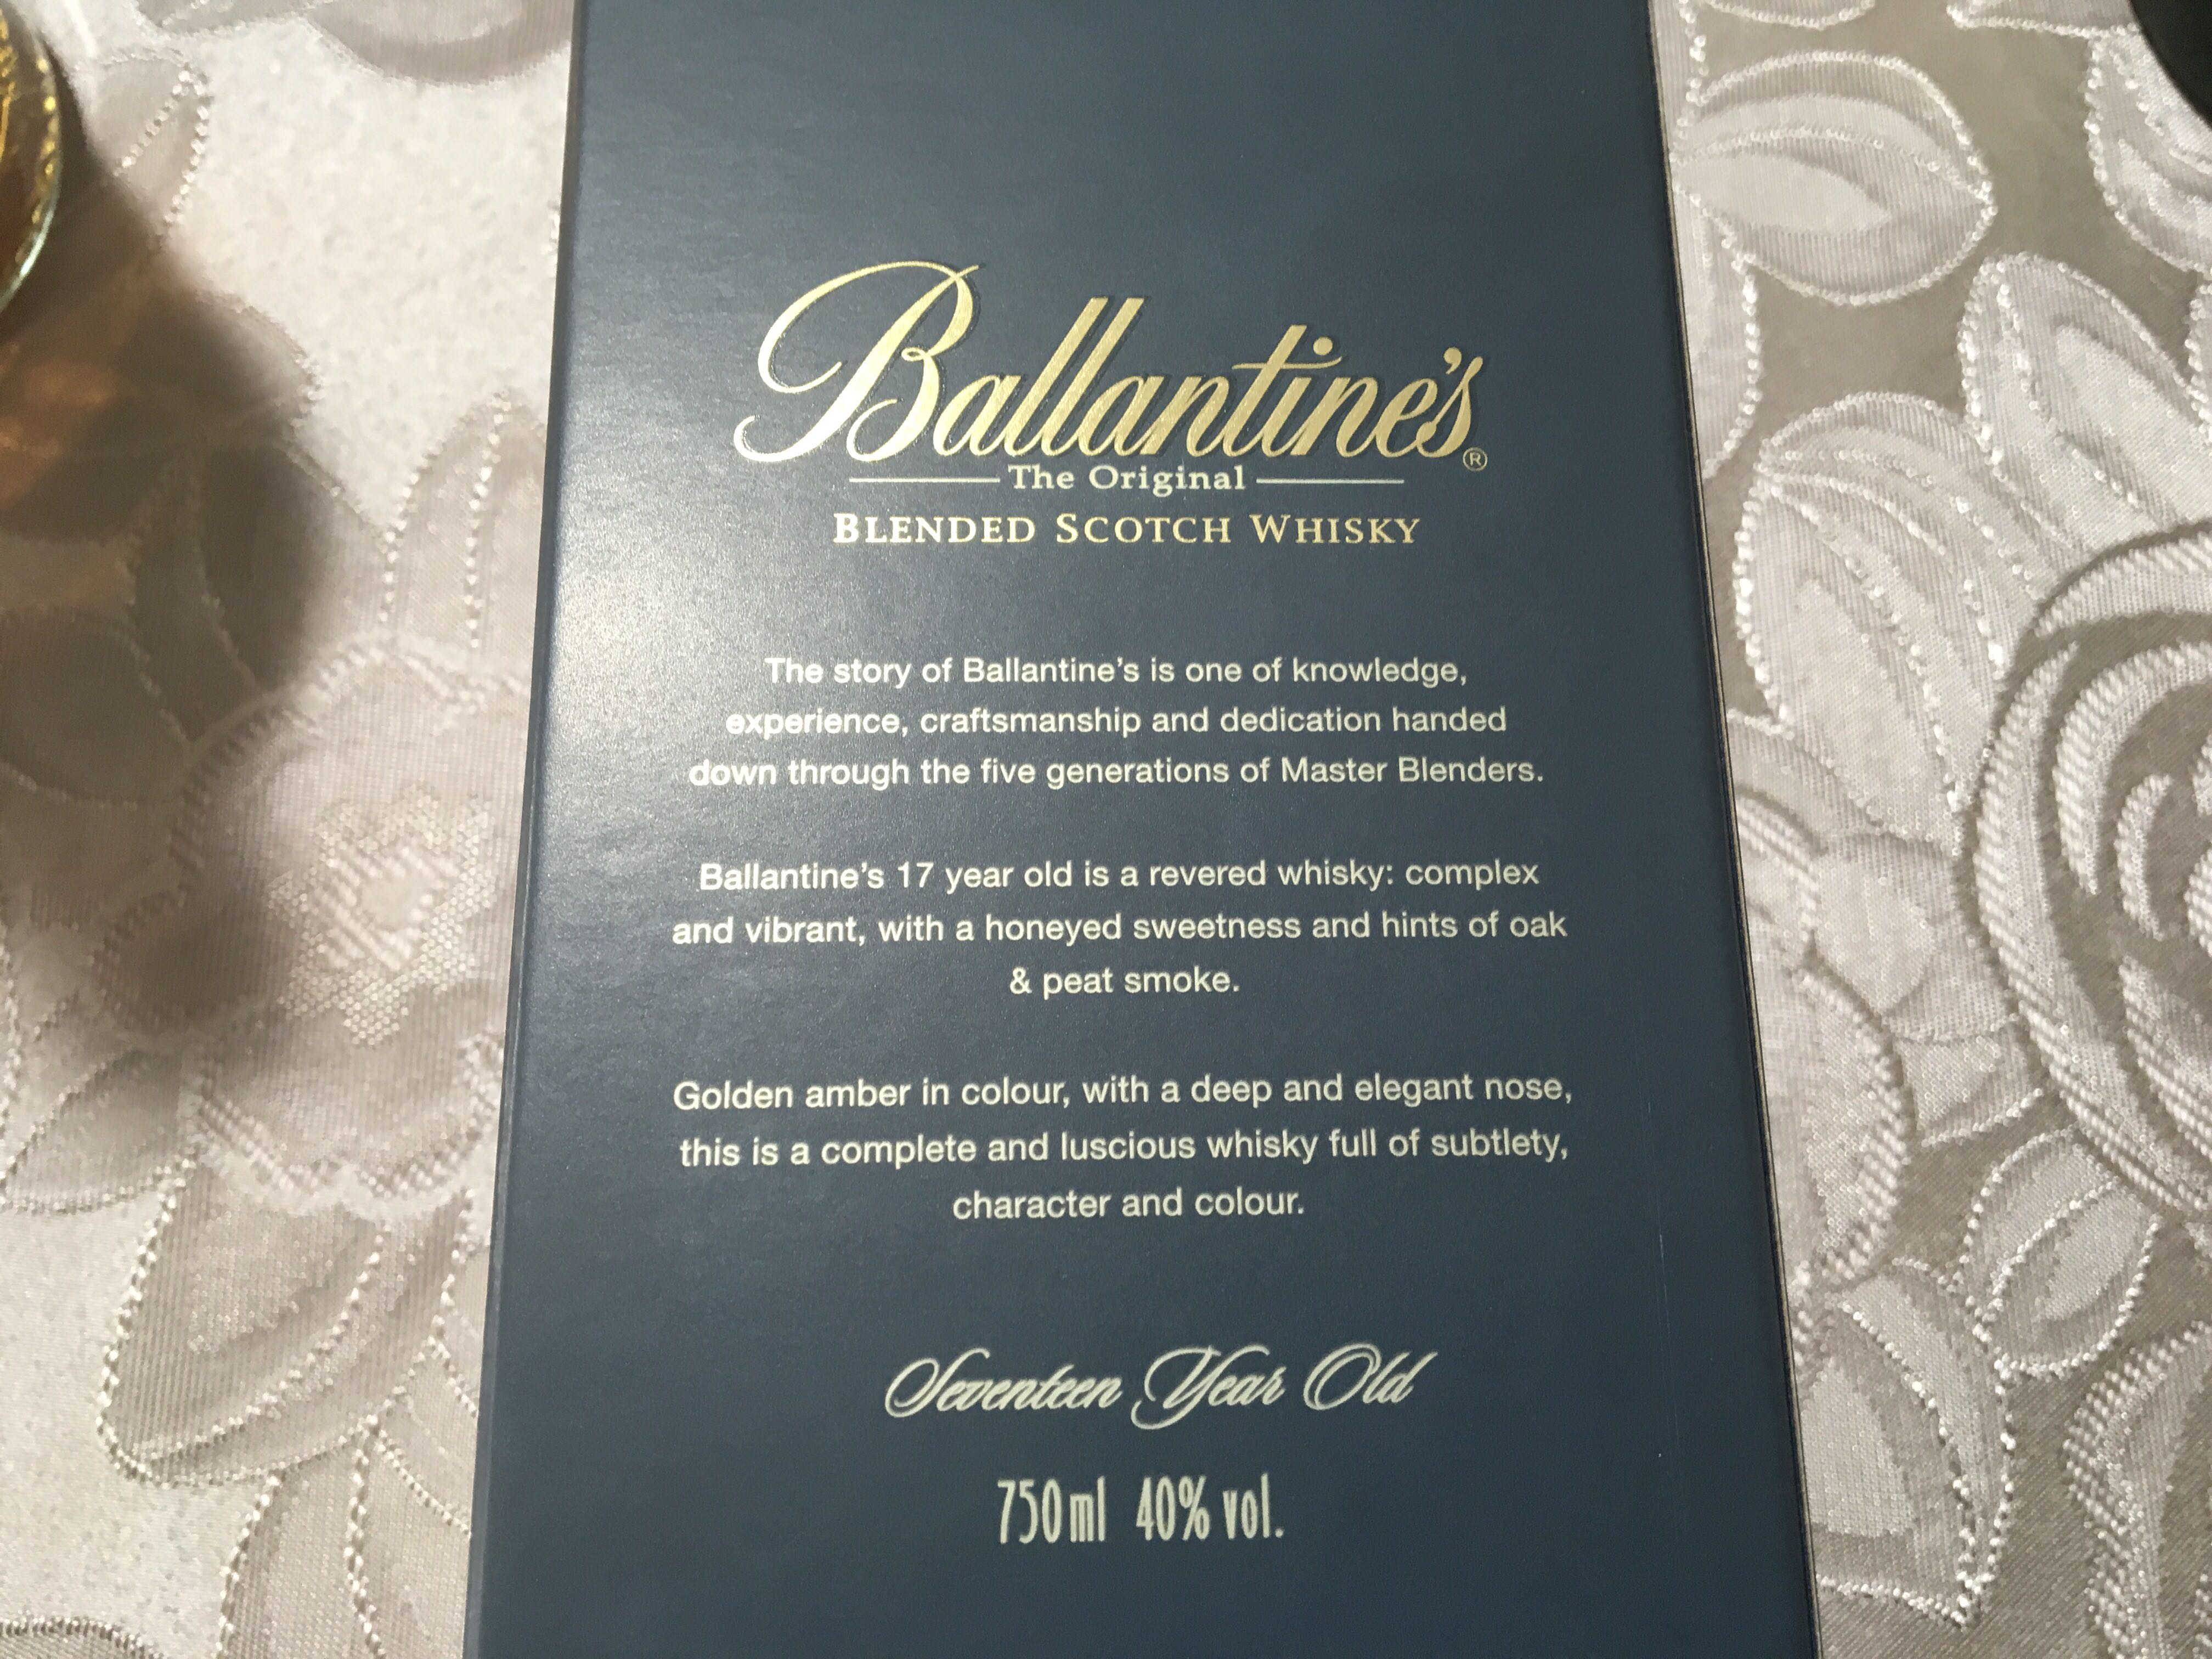 Ballantine's®
The Original
BLENDED SCOTCH WHISKY
The story of Ballantine's is one of knowledge,
experience, craftsmanship and dedication handed
down through the five generations of Master Blenders.
Ballantine's 17 year old is a revered whisky: complex
and vibrant, with a honeyed sweetness and hints of oak
& peat smoke.
Golden amber in colour, with a deep and elegant nose,
this is a complete and luscious whisky full of subtlety,
character and colour.
Seventeen Year Old
750ml 40% vol.